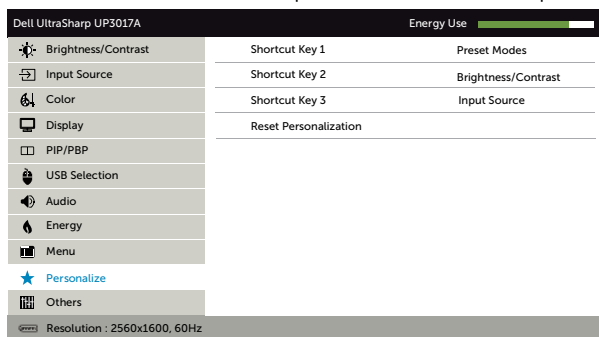 Dell UltraSharp UP3017A Energy Use
Brightness/Contrast Shortcut Key 1 Preset Modes
Input Source Shortcut Key 2 Brightness/Contrast
Color Shortcut Key 3 Input Source
Display Reset Personalization
PIP/PBP
USB Selection
Audio
Energy
Menu
Personalize
Others
Resolution : 2560x1600, 60Hz